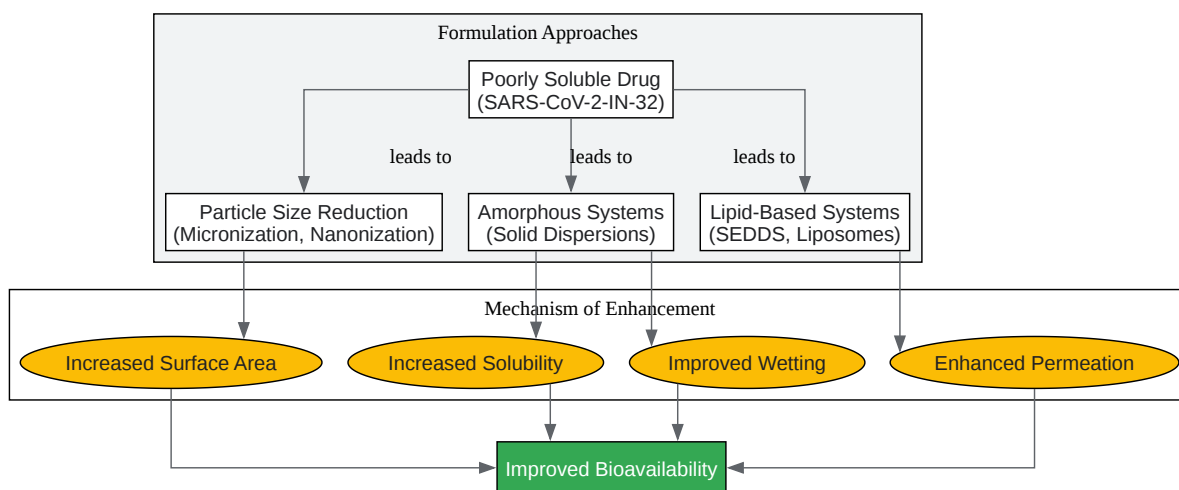 Formulation Approaches
Poorly Soluble Drug
(SARS-CoV-2-IN-32)
leads to
leads to
leads to
Particle Size Reduction
(Micronization, Nanonization)
Amorphous Systems
(Solid Dispersions)
Lipid-Based Systems
(SEDDS, Liposomes)
Mechanism of Enhancement
Increased Surface Area
Increased Solubility
Improved Wetting
Enhanced Permeation
Improved Bioavailability